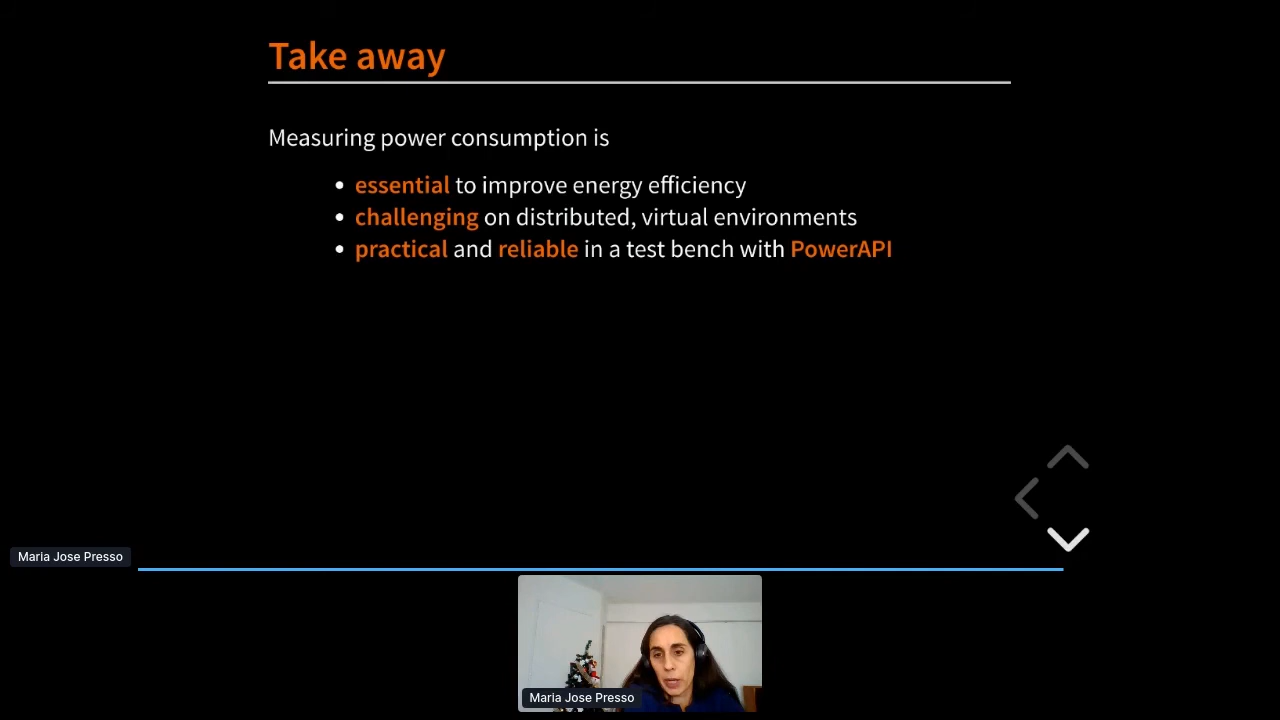 Take away
Measuring power consumption is
• essential to improve energy efficiency
• challenging on distributed, virtual environments
• practical and reliable in a test bench with PowerAPI
Maria Jose Presso
Maria Jose Presso